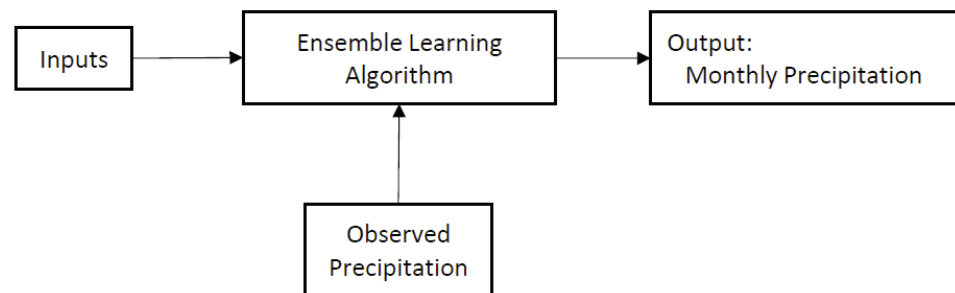 Inputs
Ensemble Learning
Algorithm
Output:
Monthly Precipitation
Observed
Precipitation